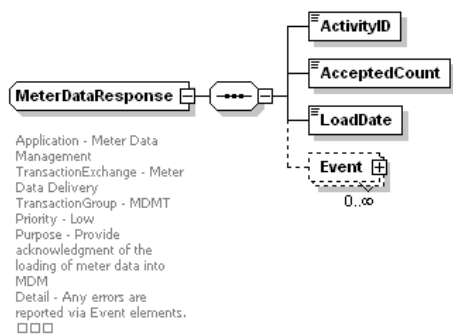 ActivityID
AcceptedCount
MeterDataResponse
LoadDate
Event
0..∞
Application - Meter Data
Management
TransactionExchange - Meter
Data Delivery
TransactionGroup - MDMT
Priority - Low
Purpose - Provide
acknowledgment of the
loading of meter data into
MDM
Detail - Any errors are
reported via Event elements.
□□□